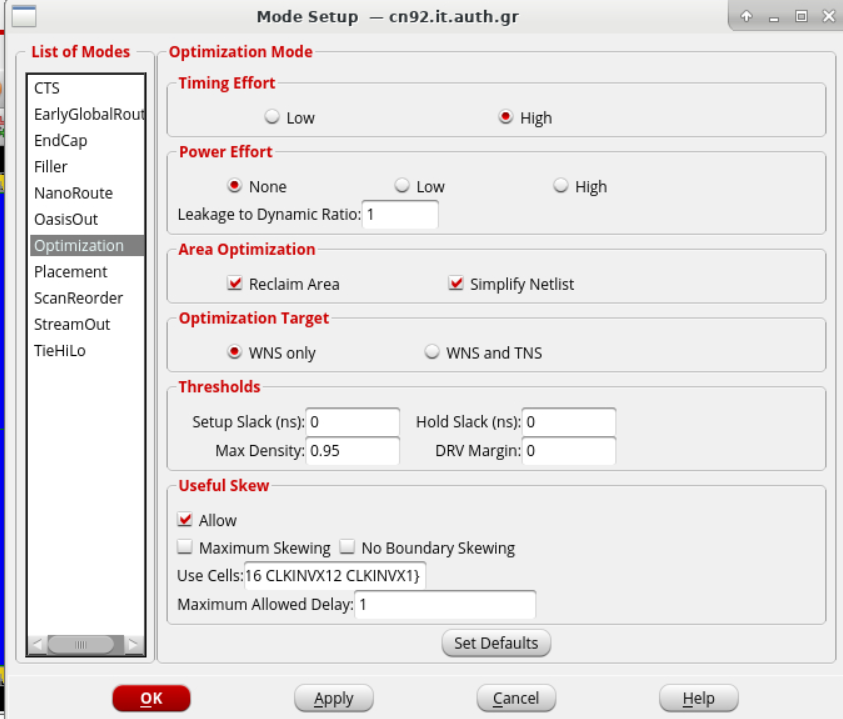 Mode Setup — cn92.it.auth.gr
List of Modes
CTS
EarlyGlobalRout
EndCap
Filler
NanoRoute
OasisOut
Optimization
Placement
ScanReorder
StreamOut
TieHiLo
Optimization Mode
Timing Effort
Low High
Power Effort
None Low High
Leakage to Dynamic Ratio: 1
Area Optimization
Reclaim Area Simplify Netlist
Optimization Target
WNS only WNS and TNS
Thresholds
Setup Slack (ns): 0 Hold Slack (ns): 0
Max Density: 0.95 DRV Margin: 0
Useful Skew
Allow
Maximum Skewing No Boundary Skewing
Use Cells: 16 CLKINVX12 CLKINVX1}
Maximum Allowed Delay: 1
Set Defaults
OK Apply Cancel Help